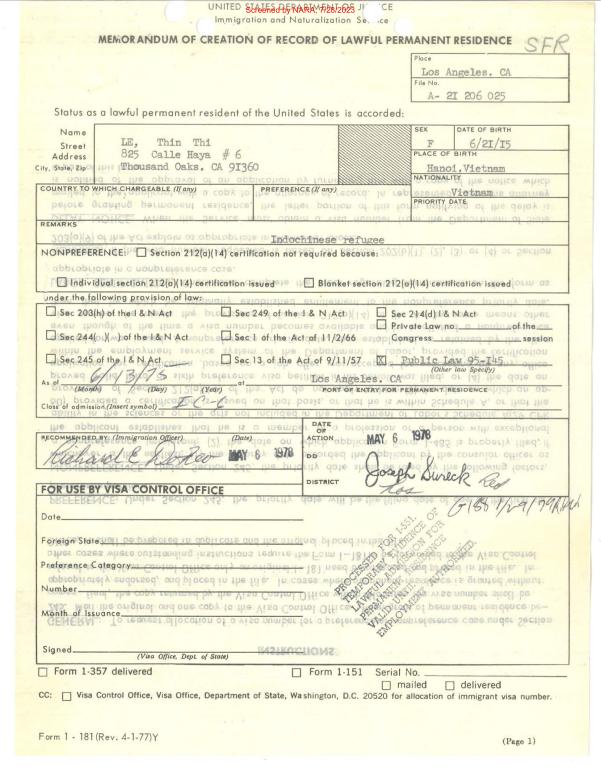 UNITED STATES DEPARTMENT OF JUSTICE
Screened by NARA, 7/28/2023
Immigration and Naturalization Service
MEMORANDUM OF CREATION OF RECORD OF LAWFUL PERMANENT RESIDENCE
SFR
Place
Los Angeles, CA
File No.
A- 21 206 025
Status as a lawful permanent resident of the United States is accorded:
Name
Street
Address
City, State, Zip
LE, Thin Thi
825 Calle Haya # 6
Thousand Oaks, CA 91360
SEX
F
DATE OF BIRTH
6/21/15
PLACE OF BIRTH
Hanoi, Vietnam
NATIONALITY
Vietnam
COUNTRY TO WHICH CHARGEABLE (If any)
PREFERENCE (If any)
PRIORITY DATE
REMARKS
Indochinese refugee
NONPREFERENCE: Section 212(a)(14) certification not required because:
Individual section 212(a)(14) certification issued
Blanket section 212(a)(14) certification issued
under the following provision of law:
Sec 203(h) of the I & N Act
Sec 249 of the I & N Act
Sec 214(d) I & N Act
Private Law no. of the
Sec 244( )( ) of the I & N Act
Sec 1 of the Act of 11/2/66
Congress session
Sec 245 of the I & N Act
Sec 13 of the Act of 9/11/57
X Public Law 95-145
(Other law Specify)
As of 6/13/75 at Los Angeles, CA
(Month) (Day) (Year)
PORT OF ENTRY FOR PERMANENT RESIDENCE
Class of admission (Insert symbol) IC-6
RECOMMENDED BY: (Immigration Officer) (Date)
Richard E
MAY 6 1978
DATE
OF
ACTION
MAY 6 1978
DD
DISTRICT
Joseph Sureck
Los
G150 1/29/79
FOR USE BY VISA CONTROL OFFICE
Date
Foreign State
Preference Category
Number
Month of Issuance
Signed
(Visa Office, Dept. of State)
PROCESSED FOR I-551.
TEMPORARY EVIDENCE OF
LAWFUL ADMISSION FOR
PERMANENT RESIDENCE
VALID UNTIL
EMPLOYMENT AUTHORIZED.
Form 1-357 delivered
Form 1-151 Serial No.
mailed delivered
CC: Visa Control Office, Visa Office, Department of State, Washington, D.C. 20520 for allocation of immigrant visa number.
Form 1 - 181 (Rev. 4-1-77)Y
(Page 1)